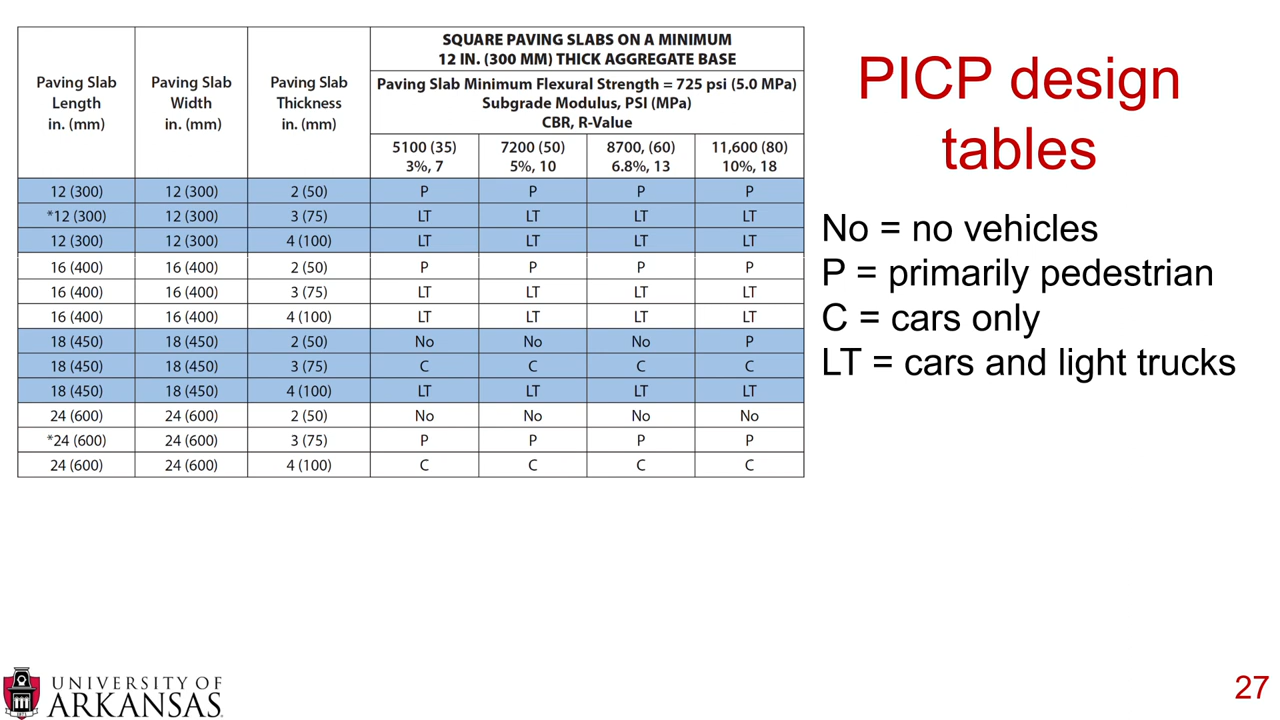 SQUARE PAVING SLABS ON A MINIMUM
12 IN. (300 MM) THICK AGGREGATE BASE
Paving Slab Length in. (mm)
Paving Slab Width in. (mm)
Paving Slab Thickness in. (mm)
Paving Slab Minimum Flexural Strength = 725 psi (5.0 MPa)
Subgrade Modulus, PSI (MPa)
CBR, R-Value
5100 (35) 7200 (50) 8700, (60) 11,600 (80)
3%, 7 5%, 10 6.8%, 13 10%, 18
12 (300) 12 (300) 2 (50) P P P P
*12 (300) 12 (300) 3 (75) LT LT LT LT
12 (300) 12 (300) 4 (100) LT LT LT LT
16 (400) 16 (400) 2 (50) P P P P
16 (400) 16 (400) 3 (75) LT LT LT LT
16 (400) 16 (400) 4 (100) LT LT LT LT
18 (450) 18 (450) 2 (50) No No No P
18 (450) 18 (450) 3 (75) C C C C
18 (450) 18 (450) 4 (100) LT LT LT LT
24 (600) 24 (600) 2 (50) No No No No
*24 (600) 24 (600) 3 (75) P P P P
24 (600) 24 (600) 4 (100) C C C C
PICP design
tables
No = no vehicles
P = primarily pedestrian
C = cars only
LT = cars and light trucks
UNIVERSITY OF
ARKANSAS
27